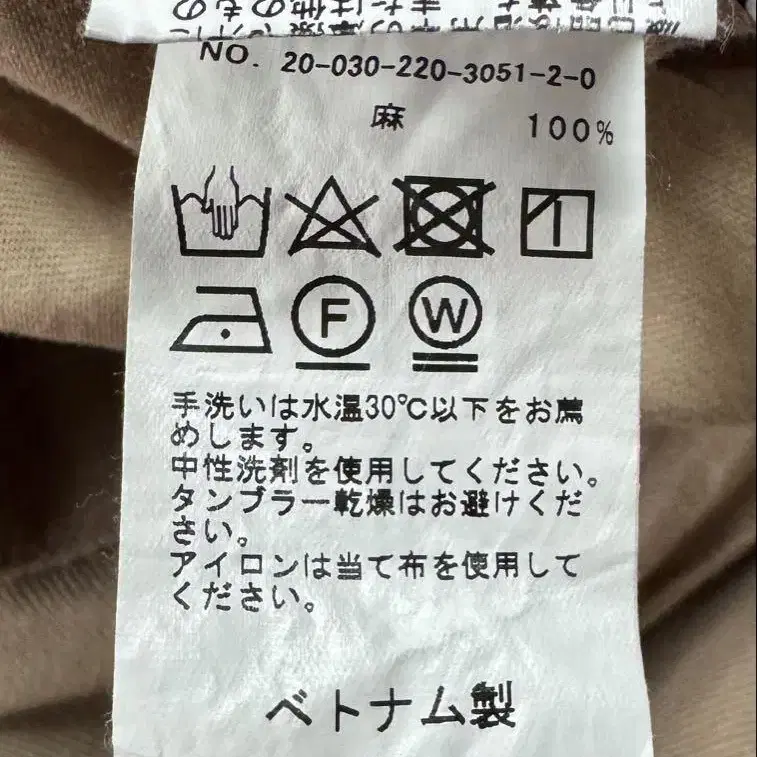 NO. 20-030-220-3051-2-0
麻 100%
F W
手洗いは水温30℃以下をお薦
めします。
中性洗剤を使用してください。
タンブラー乾燥はお避けくだ
さい。
アイロンは当て布を使用して
ください。
ベトナム製